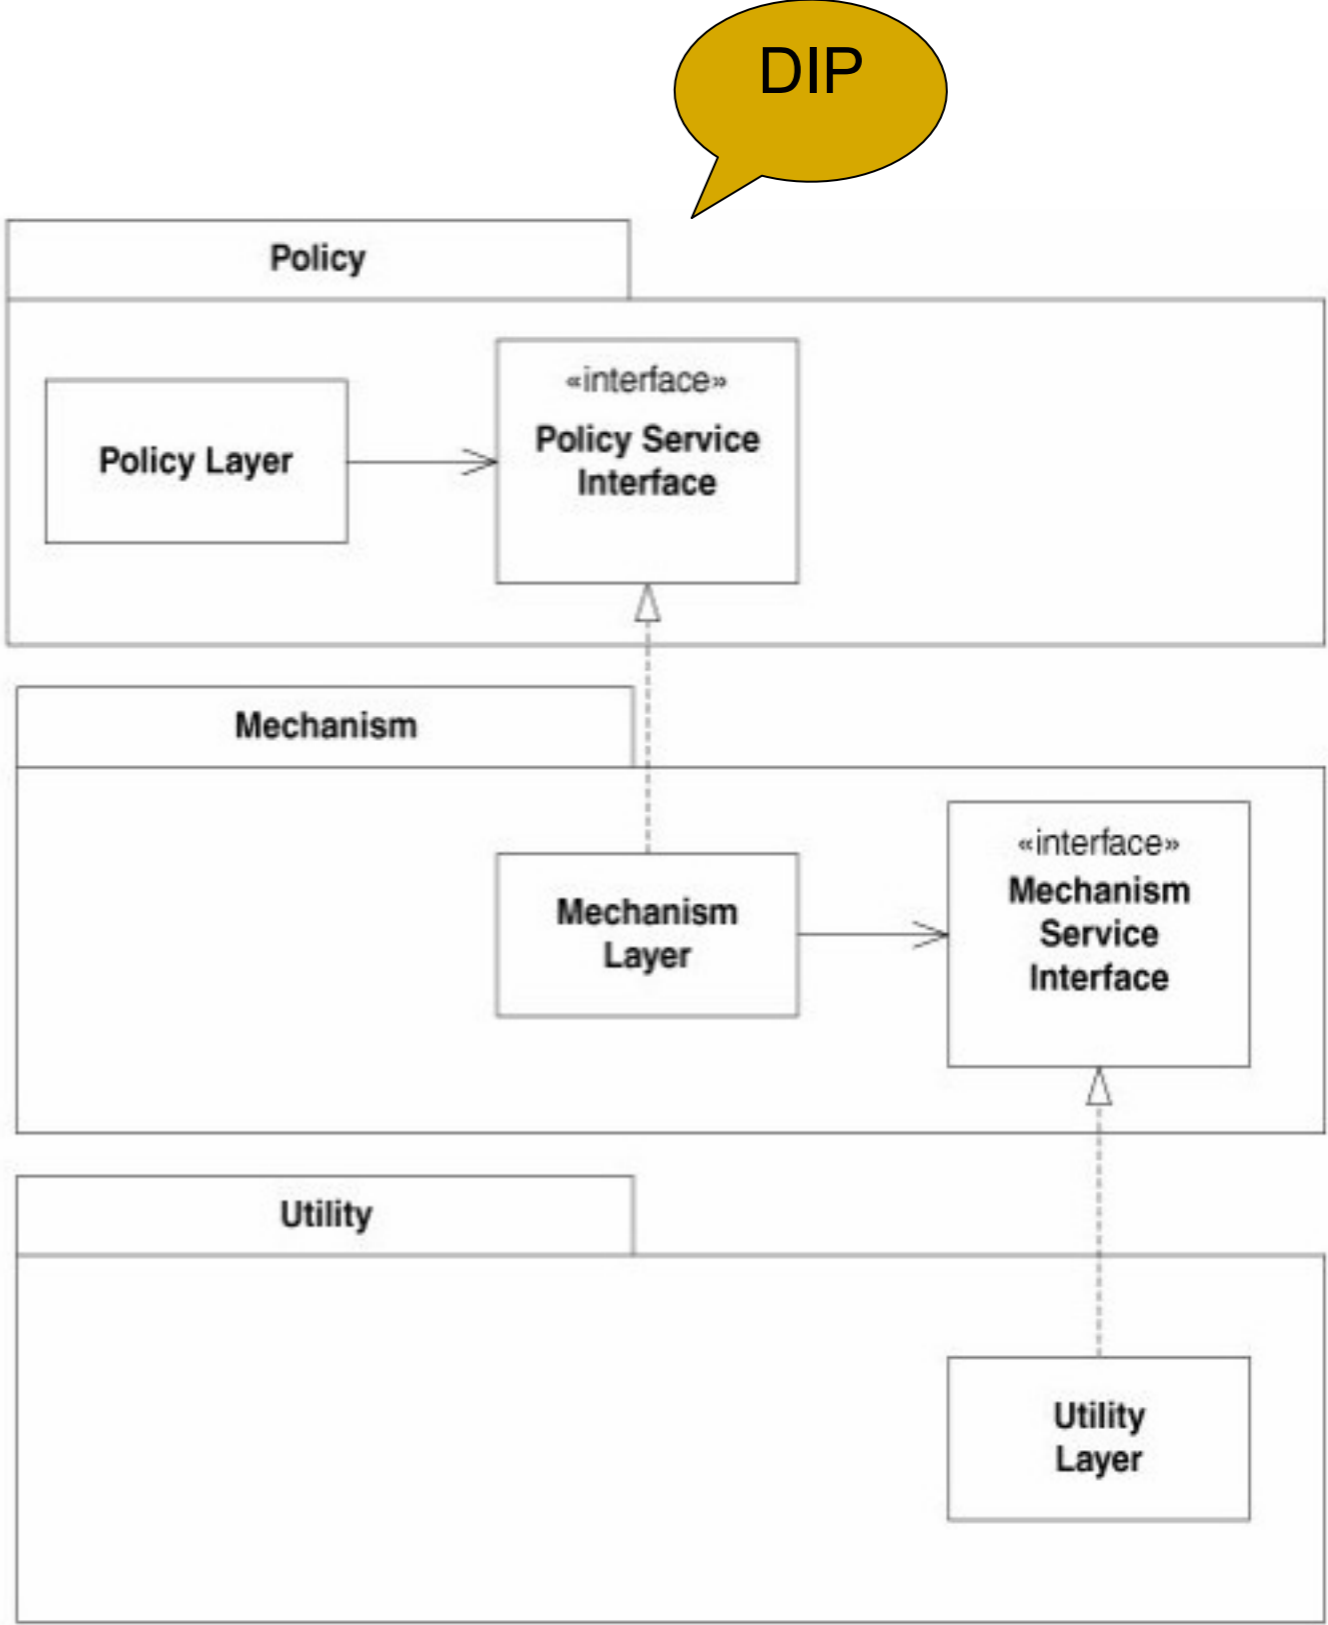 DIP
Policy
Policy Layer
«interface»
Policy Service
Interface
Mechanism
Mechanism
Layer
«interface»
Mechanism
Service
Interface
Utility
Utility
Layer